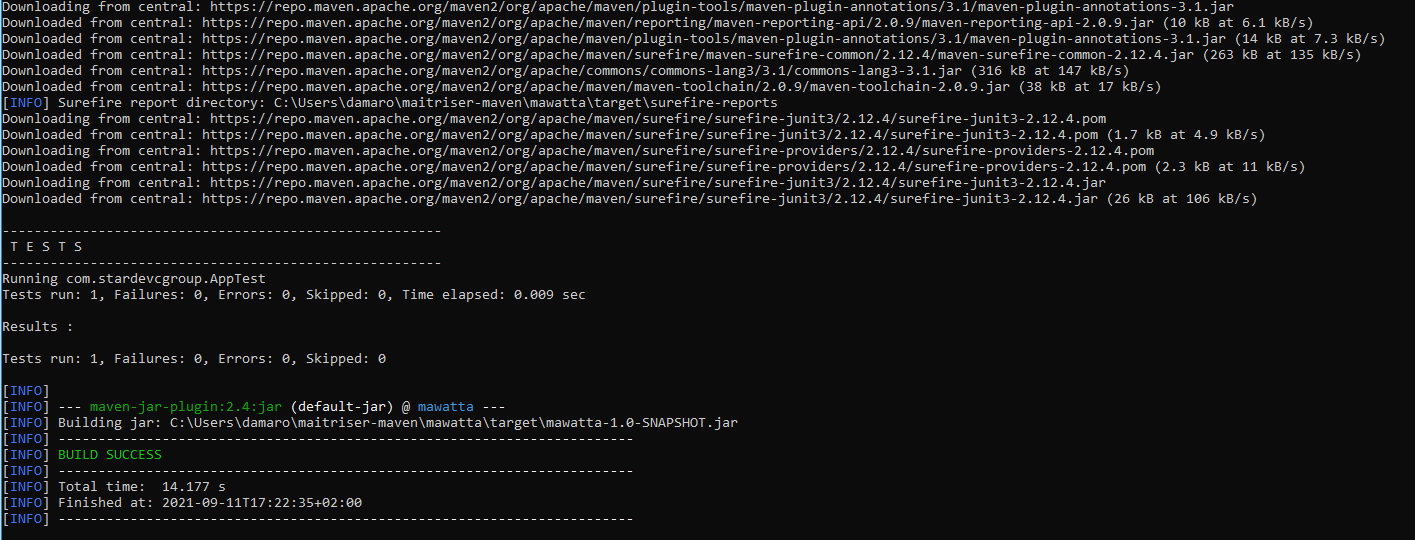 Downloading from central: https://repo.maven.apache.org/maven2/org/apache/maven/plugin-tools/maven-plugin-annotations/3.1/maven-plugin-annotations-3.1.jar
Downloaded from central: https://repo.maven.apache.org/maven2/org/apache/maven/reporting/maven-reporting-api/2.0.9/maven-reporting-api-2.0.9.jar (10 kB at 6.1 kB/s)
Downloaded from central: https://repo.maven.apache.org/maven2/org/apache/maven/plugin-tools/maven-plugin-annotations/3.1/maven-plugin-annotations-3.1.jar (14 kB at 7.3 kB/s)
Downloaded from central: https://repo.maven.apache.org/maven2/org/apache/maven/surefire/maven-surefire-common/2.12.4/maven-surefire-common-2.12.4.jar (263 kB at 135 kB/s)
Downloaded from central: https://repo.maven.apache.org/maven2/org/apache/commons/commons-lang3/3.1/commons-lang3-3.1.jar (316 kB at 147 kB/s)
Downloaded from central: https://repo.maven.apache.org/maven2/org/apache/maven/maven-toolchain/2.0.9/maven-toolchain-2.0.9.jar (38 kB at 17 kB/s)
[INFO] Surefire report directory: C:\Users\damaro\maitriser-maven\mawatta\target\surefire-reports
Downloading from central: https://repo.maven.apache.org/maven2/org/apache/maven/surefire/surefire-junit3/2.12.4/surefire-junit3-2.12.4.pom
Downloaded from central: https://repo.maven.apache.org/maven2/org/apache/maven/surefire/surefire-junit3/2.12.4/surefire-junit3-2.12.4.pom (1.7 kB at 4.9 kB/s)
Downloading from central: https://repo.maven.apache.org/maven2/org/apache/maven/surefire/surefire-providers/2.12.4/surefire-providers-2.12.4.pom
Downloaded from central: https://repo.maven.apache.org/maven2/org/apache/maven/surefire/surefire-providers/2.12.4/surefire-providers-2.12.4.pom (2.3 kB at 11 kB/s)
Downloading from central: https://repo.maven.apache.org/maven2/org/apache/maven/surefire/surefire-junit3/2.12.4/surefire-junit3-2.12.4.jar
Downloaded from central: https://repo.maven.apache.org/maven2/org/apache/maven/surefire/surefire-junit3/2.12.4/surefire-junit3-2.12.4.jar (26 kB at 106 kB/s)
-------------------------------------------------------
T E S T S
-------------------------------------------------------
Running com.stardevcgroup.AppTest
Tests run: 1, Failures: 0, Errors: 0, Skipped: 0, Time elapsed: 0.009 sec
Results :
Tests run: 1, Failures: 0, Errors: 0, Skipped: 0
[INFO]
[INFO] --- maven-jar-plugin:2.4:jar (default-jar) @ mawatta ---
[INFO] Building jar: C:\Users\damaro\maitriser-maven\mawatta\target\mawatta-1.0-SNAPSHOT.jar
[INFO] ------------------------------------------------------------------------
[INFO] BUILD SUCCESS
[INFO] ------------------------------------------------------------------------
[INFO] Total time:  14.177 s
[INFO] Finished at: 2021-09-11T17:22:35+02:00
[INFO] ------------------------------------------------------------------------